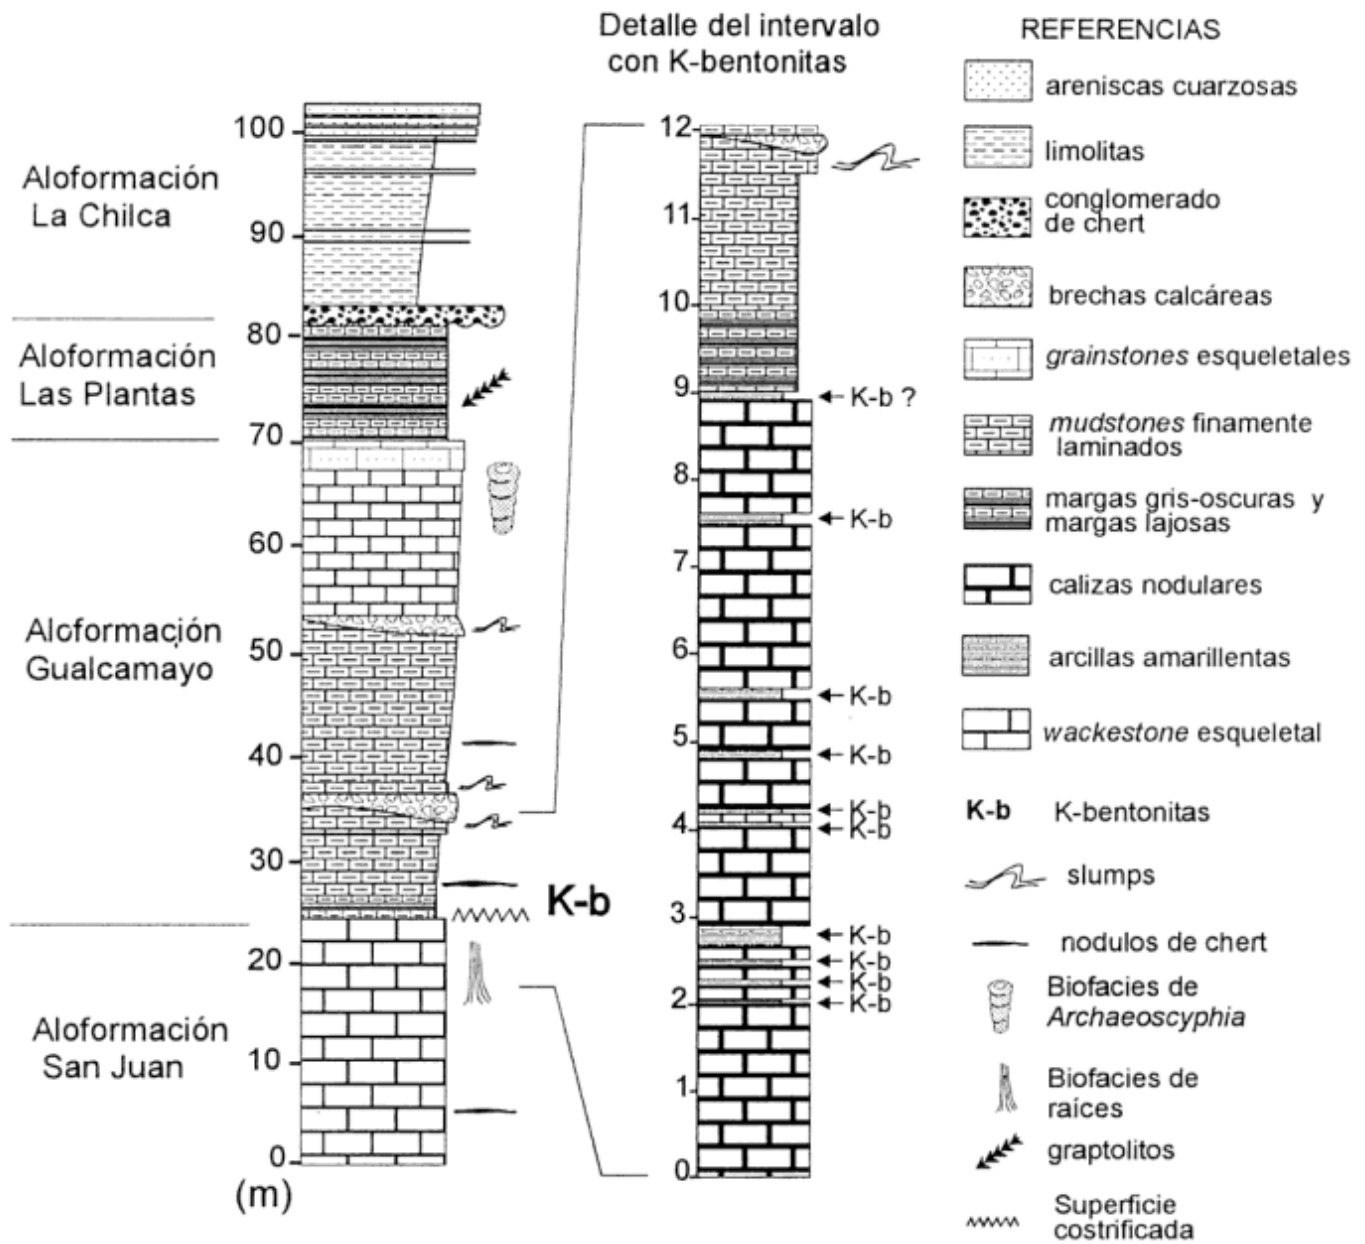 Detalle del intervalo
con K-bentonitas
REFERENCIAS
areniscas cuarzosas
limolitas
conglomerado
de chert
brechas calcáreas
grainstones esqueletales
mudstones finamente
laminados
margas gris-oscuras y
margas lajosas
calizas nodulares
arcillas amarillentas
wackestone esqueletal
K-b K-bentonitas
slumps
nodulos de chert
Biofacies de
Archaeoscyphia
Biofacies de
raíces
graptolitos
Superficie
costrificada
Aloformación
La Chilca
Aloformación
Las Plantas
Aloformación
Gualcamayo
Aloformación
San Juan
100
90
80
70
60
50
40
30
20
10
0
(m)
K-b
12
11
10
9
8
7
6
5
4
3
2
1
0
K-b ?
K-b
K-b
K-b
K-b
K-b
K-b
K-b
K-b
K-b